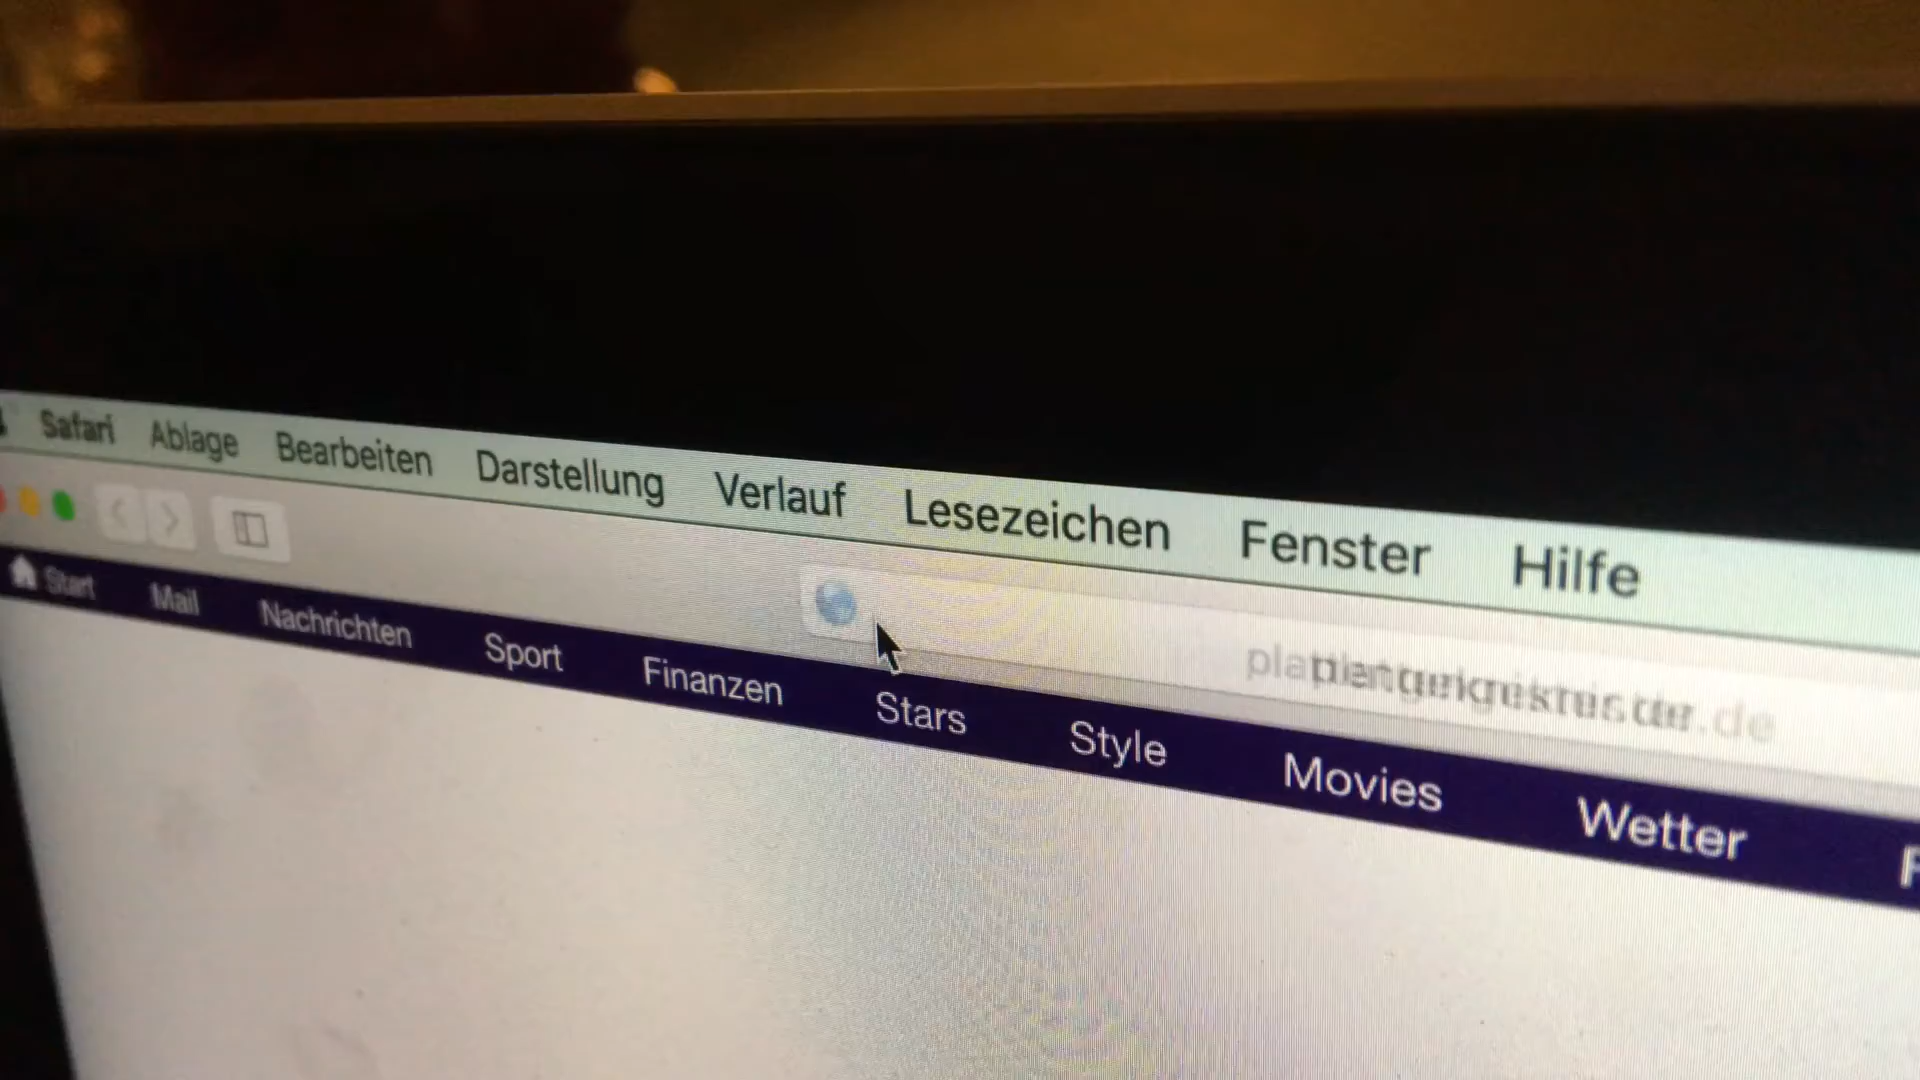 Safari Ablage Bearbeiten Darstellung Verlauf Lesezeichen Fenster Hilfe
Start Mail Nachrichten Sport Finanzen Stars Style Movies Wetter